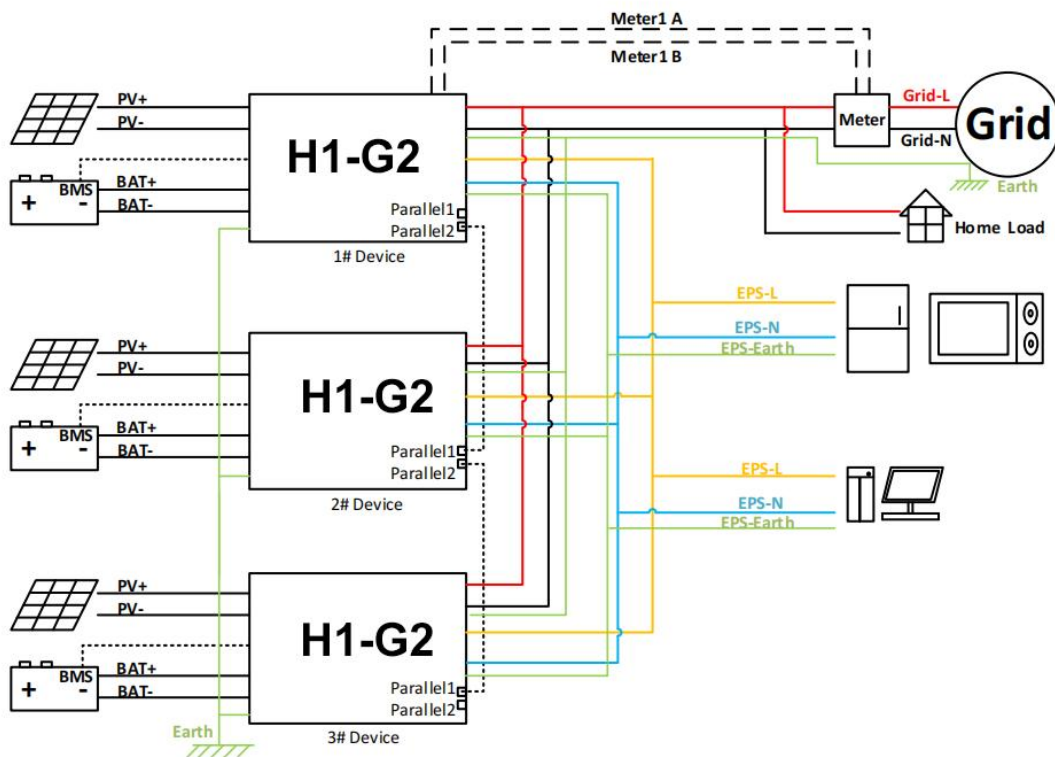 Meter1 A
Meter1 B
PV+
PV-
BMS
+
-
BAT+
BAT-
H1-G2
Parallel1
Parallel2
1# Device
Meter
Grid-L
Grid-N
Grid
Earth
Home Load
PV+
PV-
BMS
+
-
BAT+
BAT-
H1-G2
Parallel1
Parallel2
2# Device
EPS-L
EPS-N
EPS-Earth
EPS-L
EPS-N
EPS-Earth
PV+
PV-
BMS
+
-
BAT+
BAT-
H1-G2
Parallel1
Parallel2
3# Device
Earth